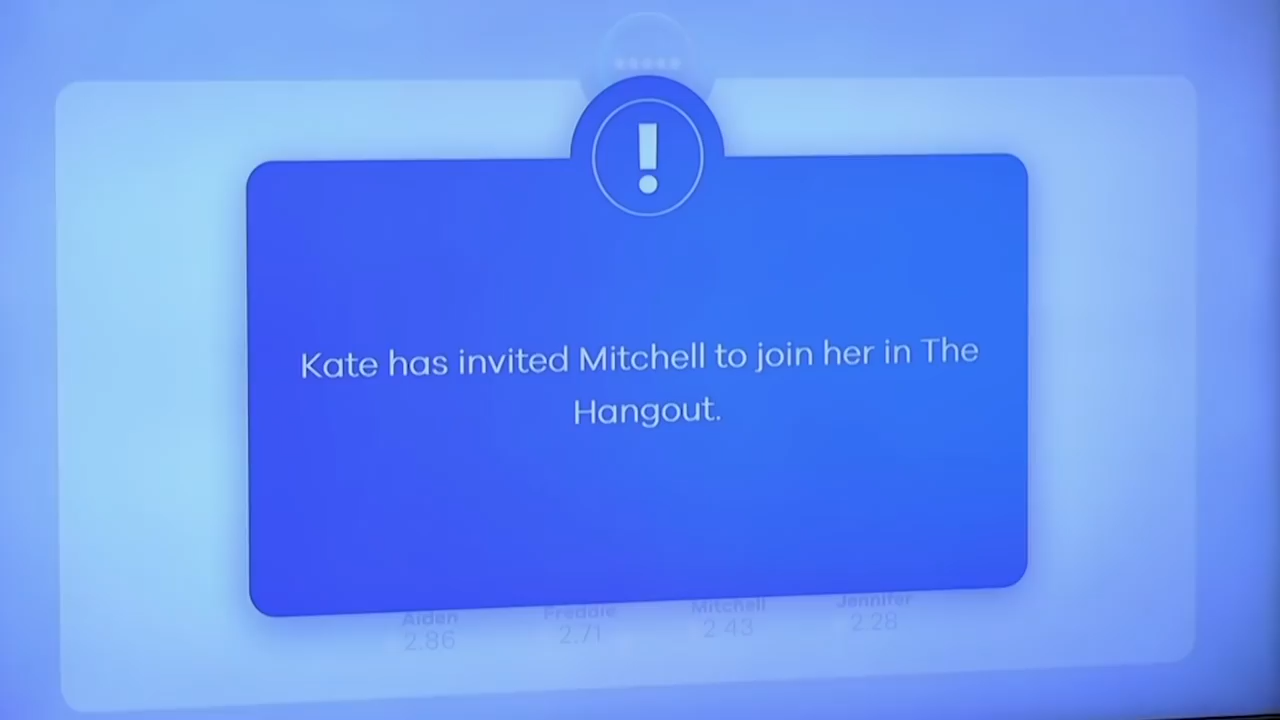 Kate has invited Mitchell to join her in The
Hangout.
Aiden Freddie Mitchell Jennifer
2.86 2.71 2.43 2.28